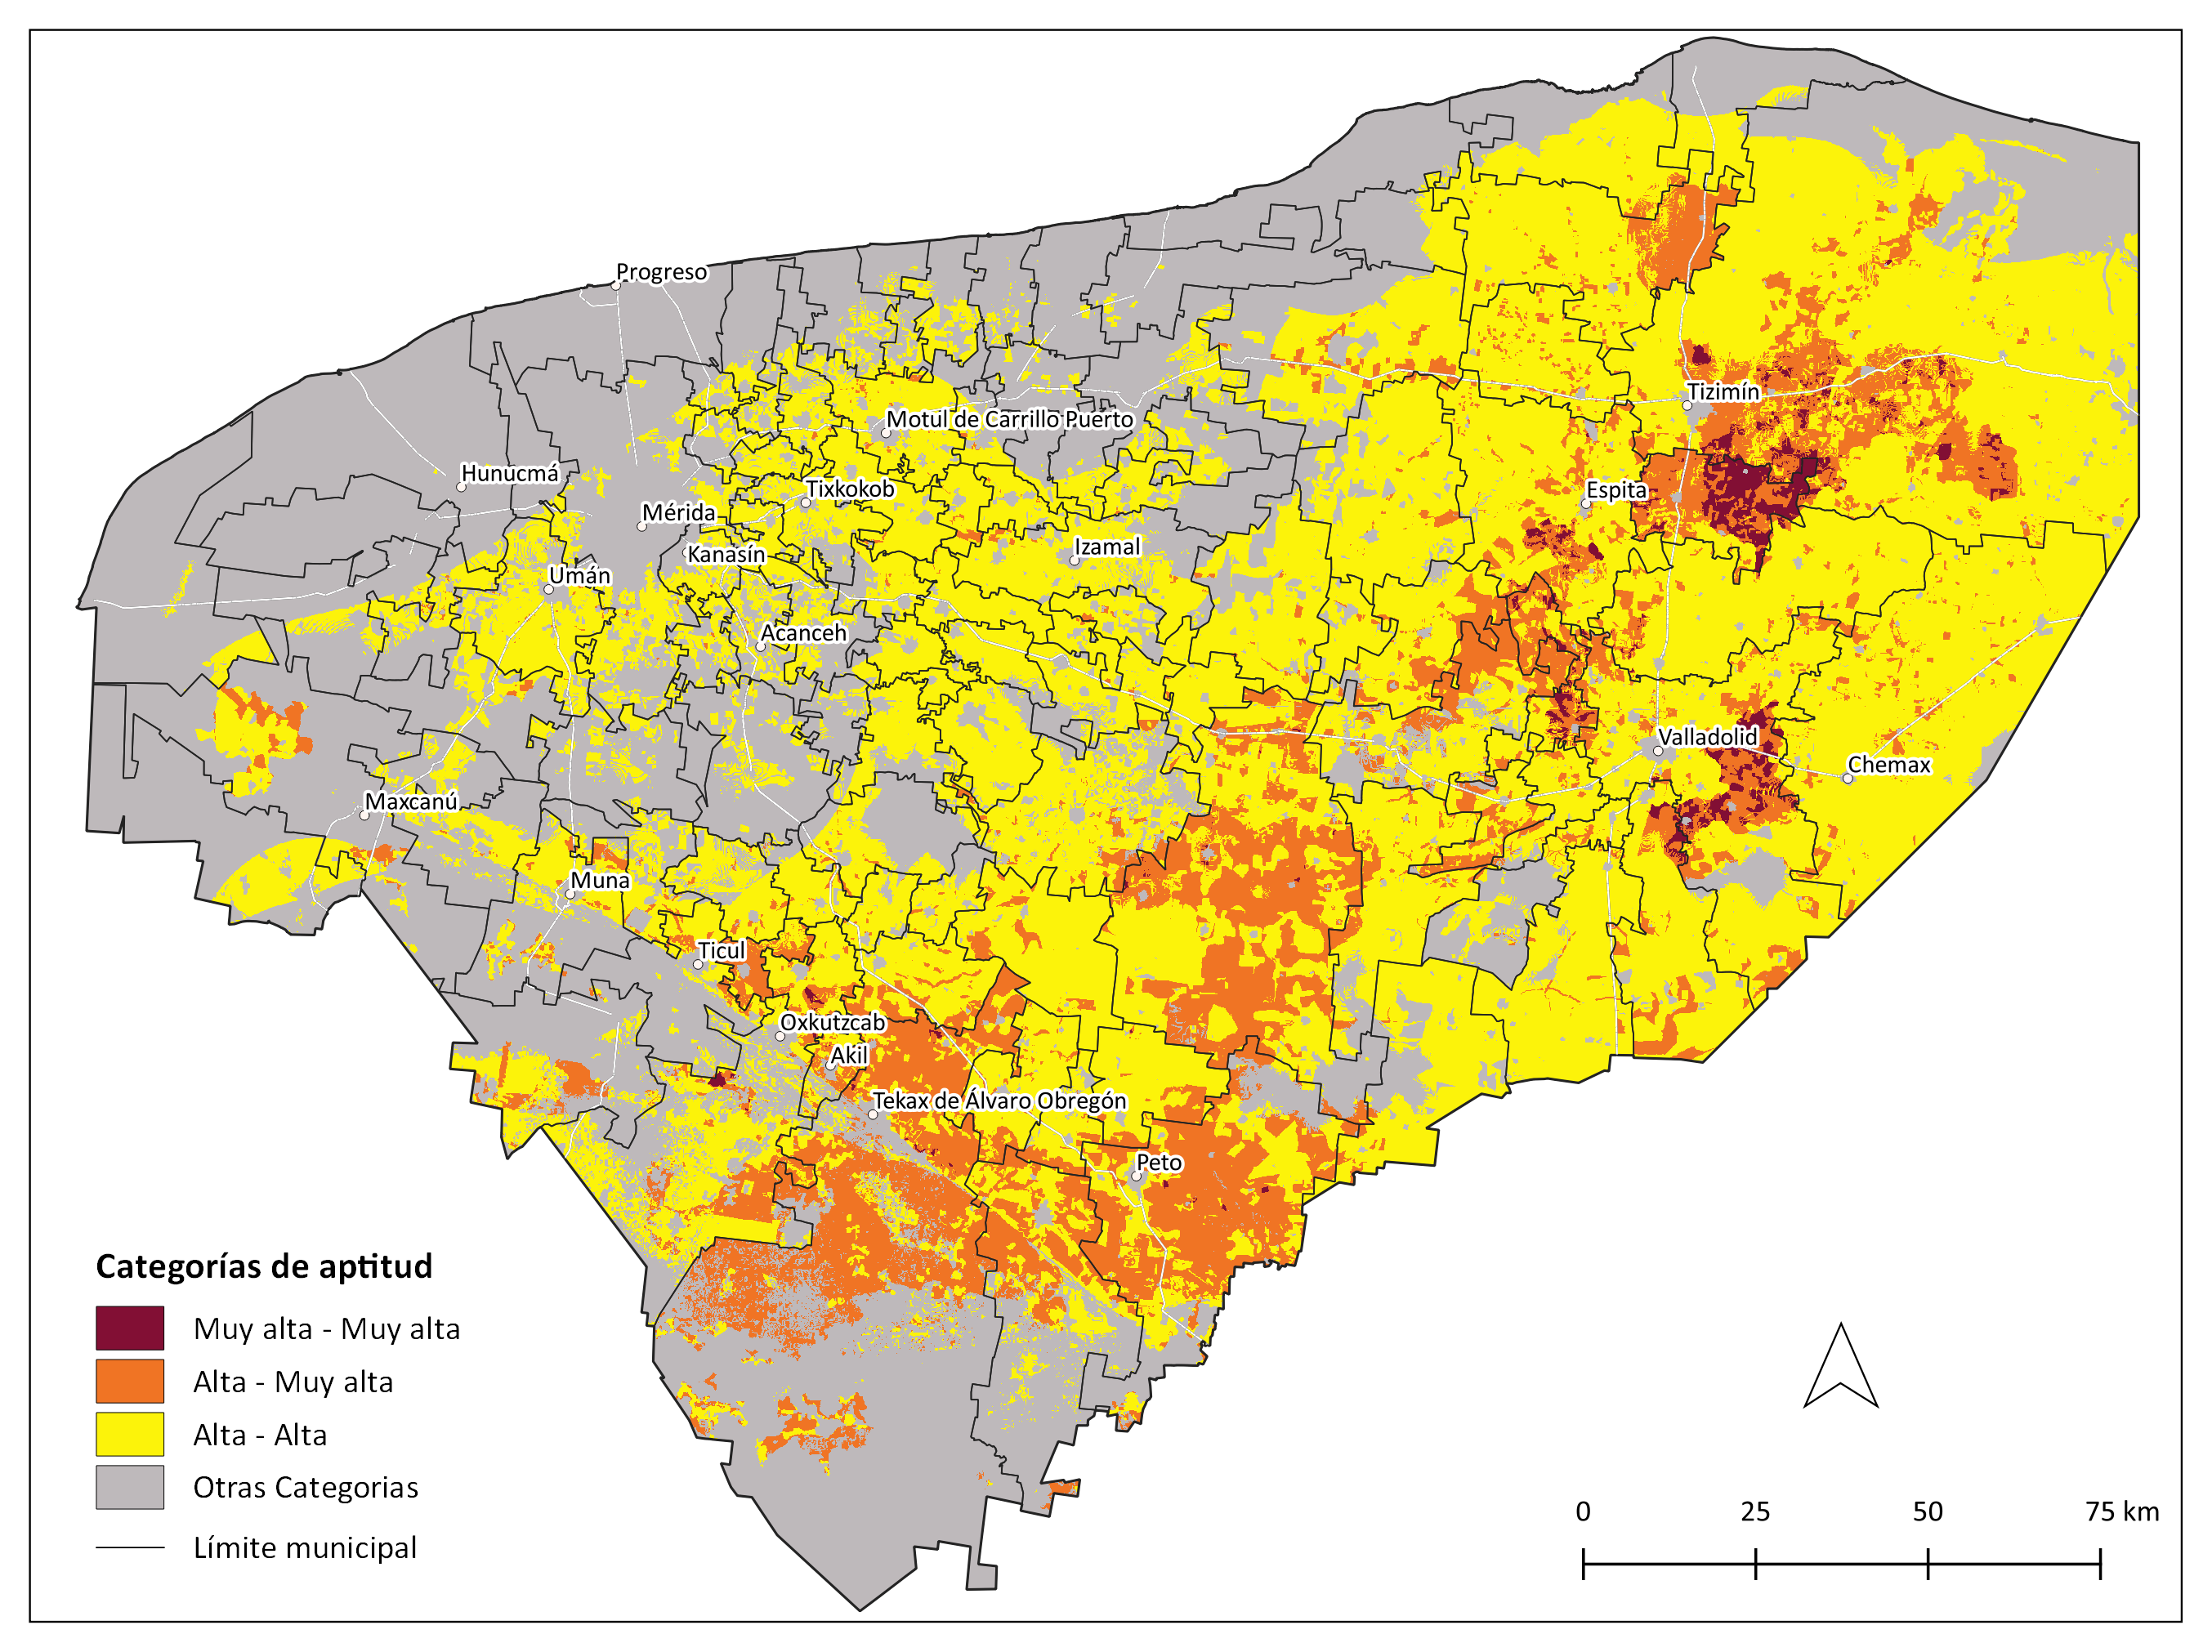 Progreso
Tizimín
Motul de Carrillo Puerto
Hunucmá
Tixkokob
Espita
Mérida
Izamal
Kanasín
Umán
Acanceh
Valladolid
Chemax
Maxcanú
Muna
Ticul
Oxkutzcab
Akil
Tekax de Álvaro Obregón
Peto
Categorías de aptitud
Muy alta - Muy alta
Alta - Muy alta
Alta - Alta
Otras Categorias
Límite municipal
0 25 50 75 km